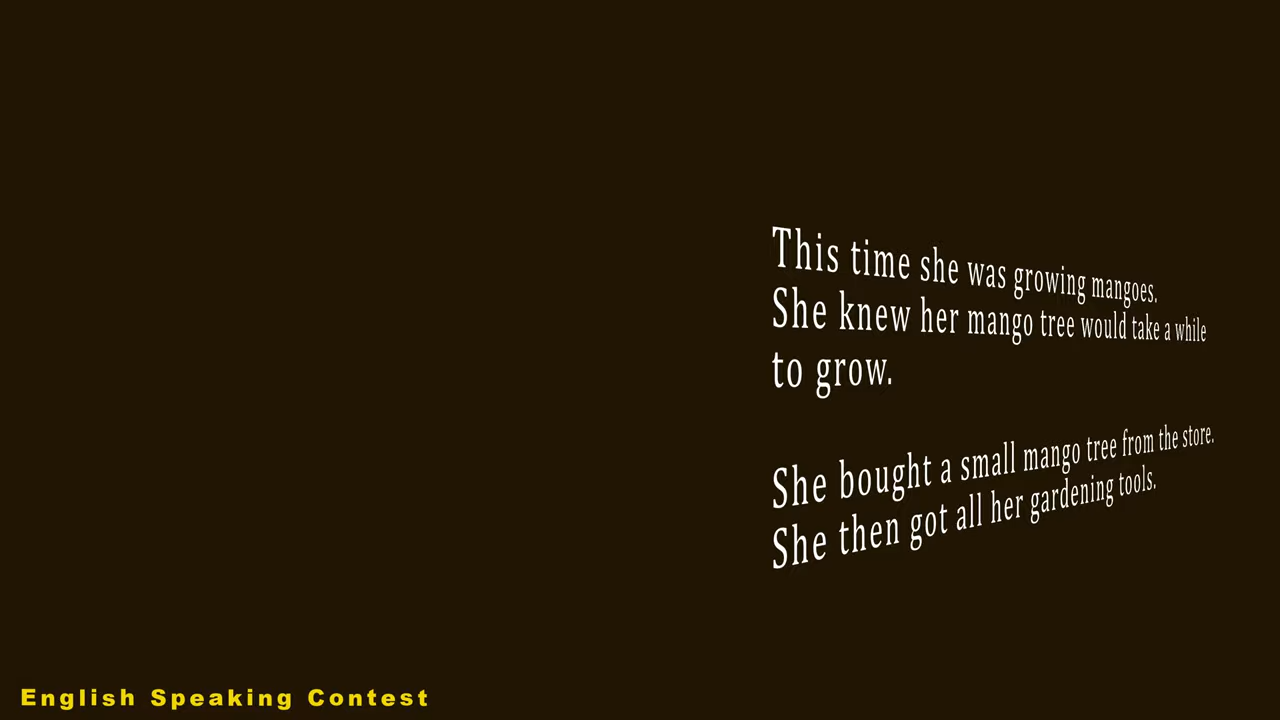 This time she was growing mangoes.
She knew her mango tree would take a while
to grow.
She bought a small mango tree from the store.
She then got all her gardening tools.
English Speaking Contest